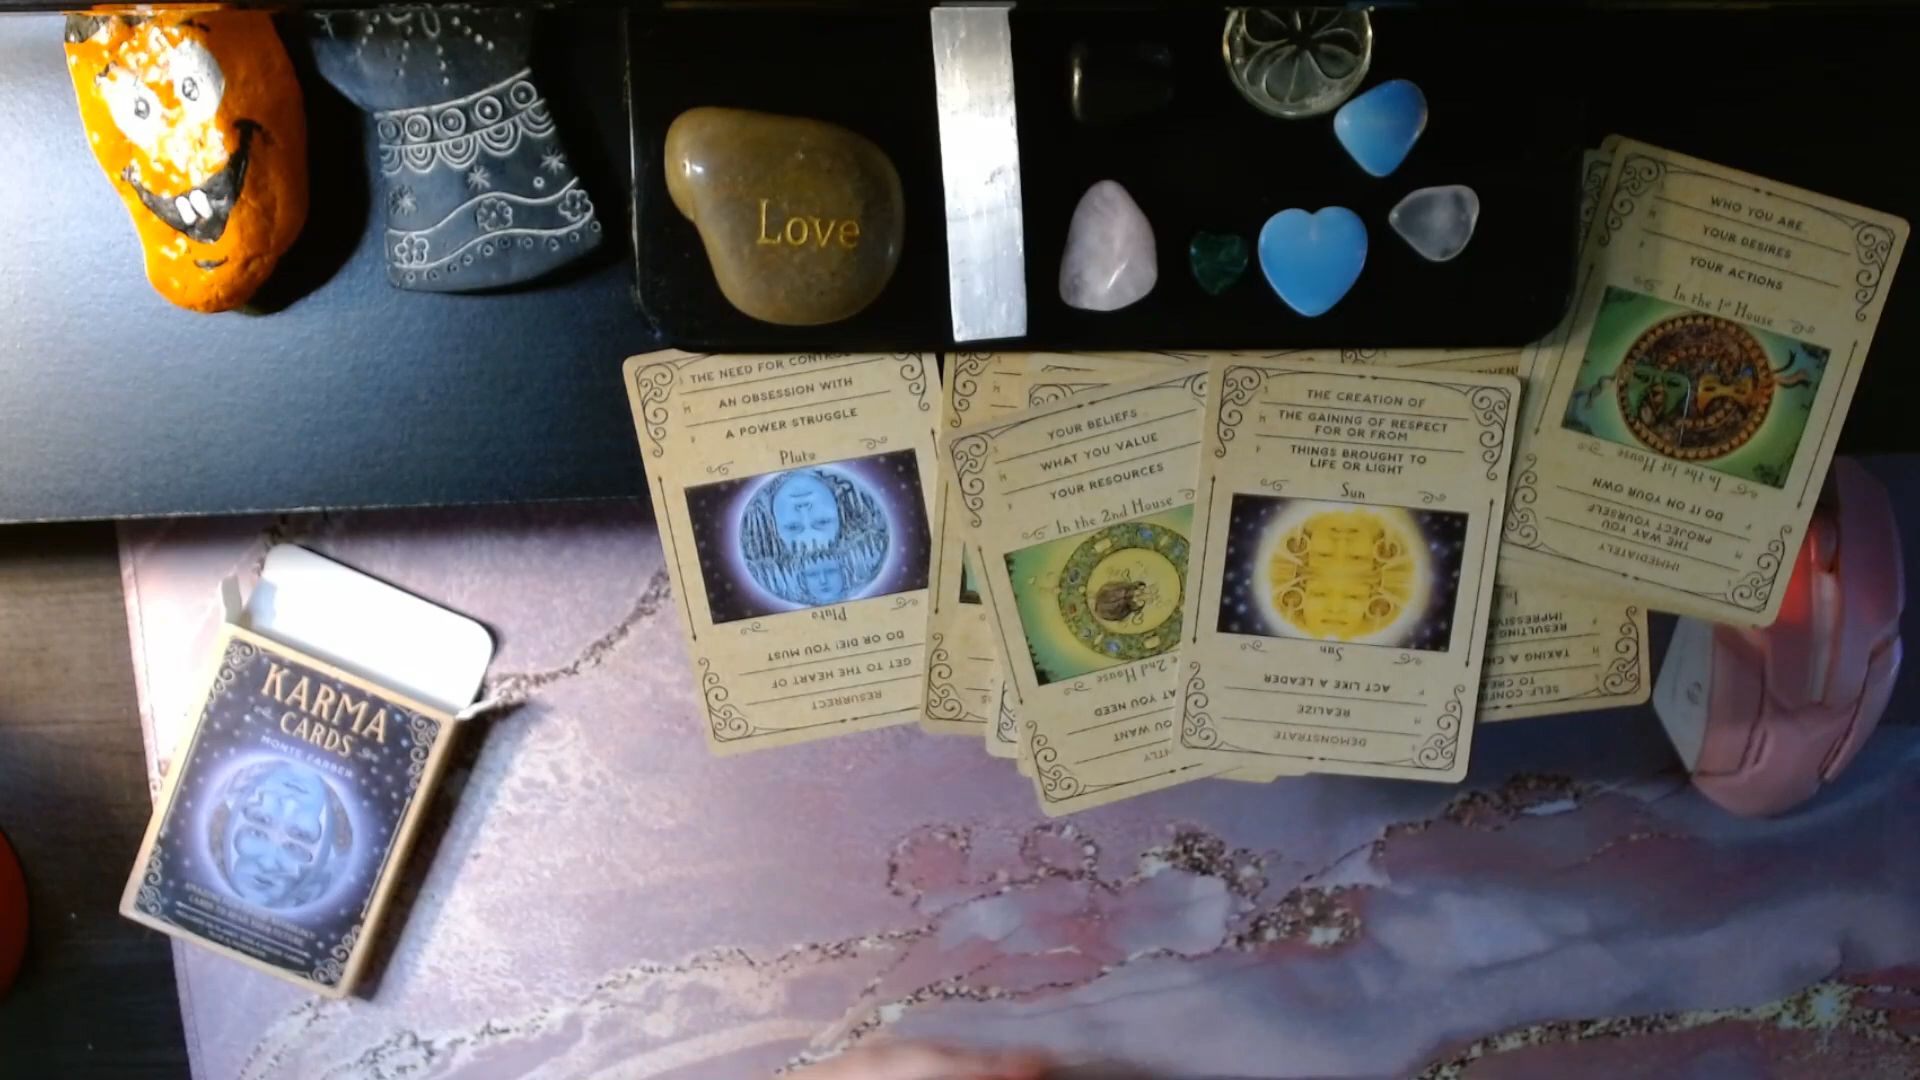 Love
WHO YOU ARE
YOUR DESIRES
YOUR ACTIONS
In the 1st House
In the 1st House
DO IT ON YOUR OWN
THE WAY YOU
PROJECT YOURSELF
IMMEDIATELY
THE NEED FOR
AN OBSESSION WITH
A POWER STRUGGLE
Pluto
Pluto
DO OR DIE! YOU MUST
GET TO THE HEART OF
RESURRECT
YOUR BELIEFS
WHAT YOU VALUE
YOUR RESOURCES
In the 2nd House
2nd House
YOU NEED
YOU WANT
THE CREATION OF
THE GAINING OF RESPECT
FOR OR FROM
THINGS BROUGHT TO
LIFE OR LIGHT
Sun
Sun
ACT LIKE A LEADER
REALIZE
DEMONSTRATE
RESULTING
TAKING A
TO
KARMA
CARDS
MONTE FARBER